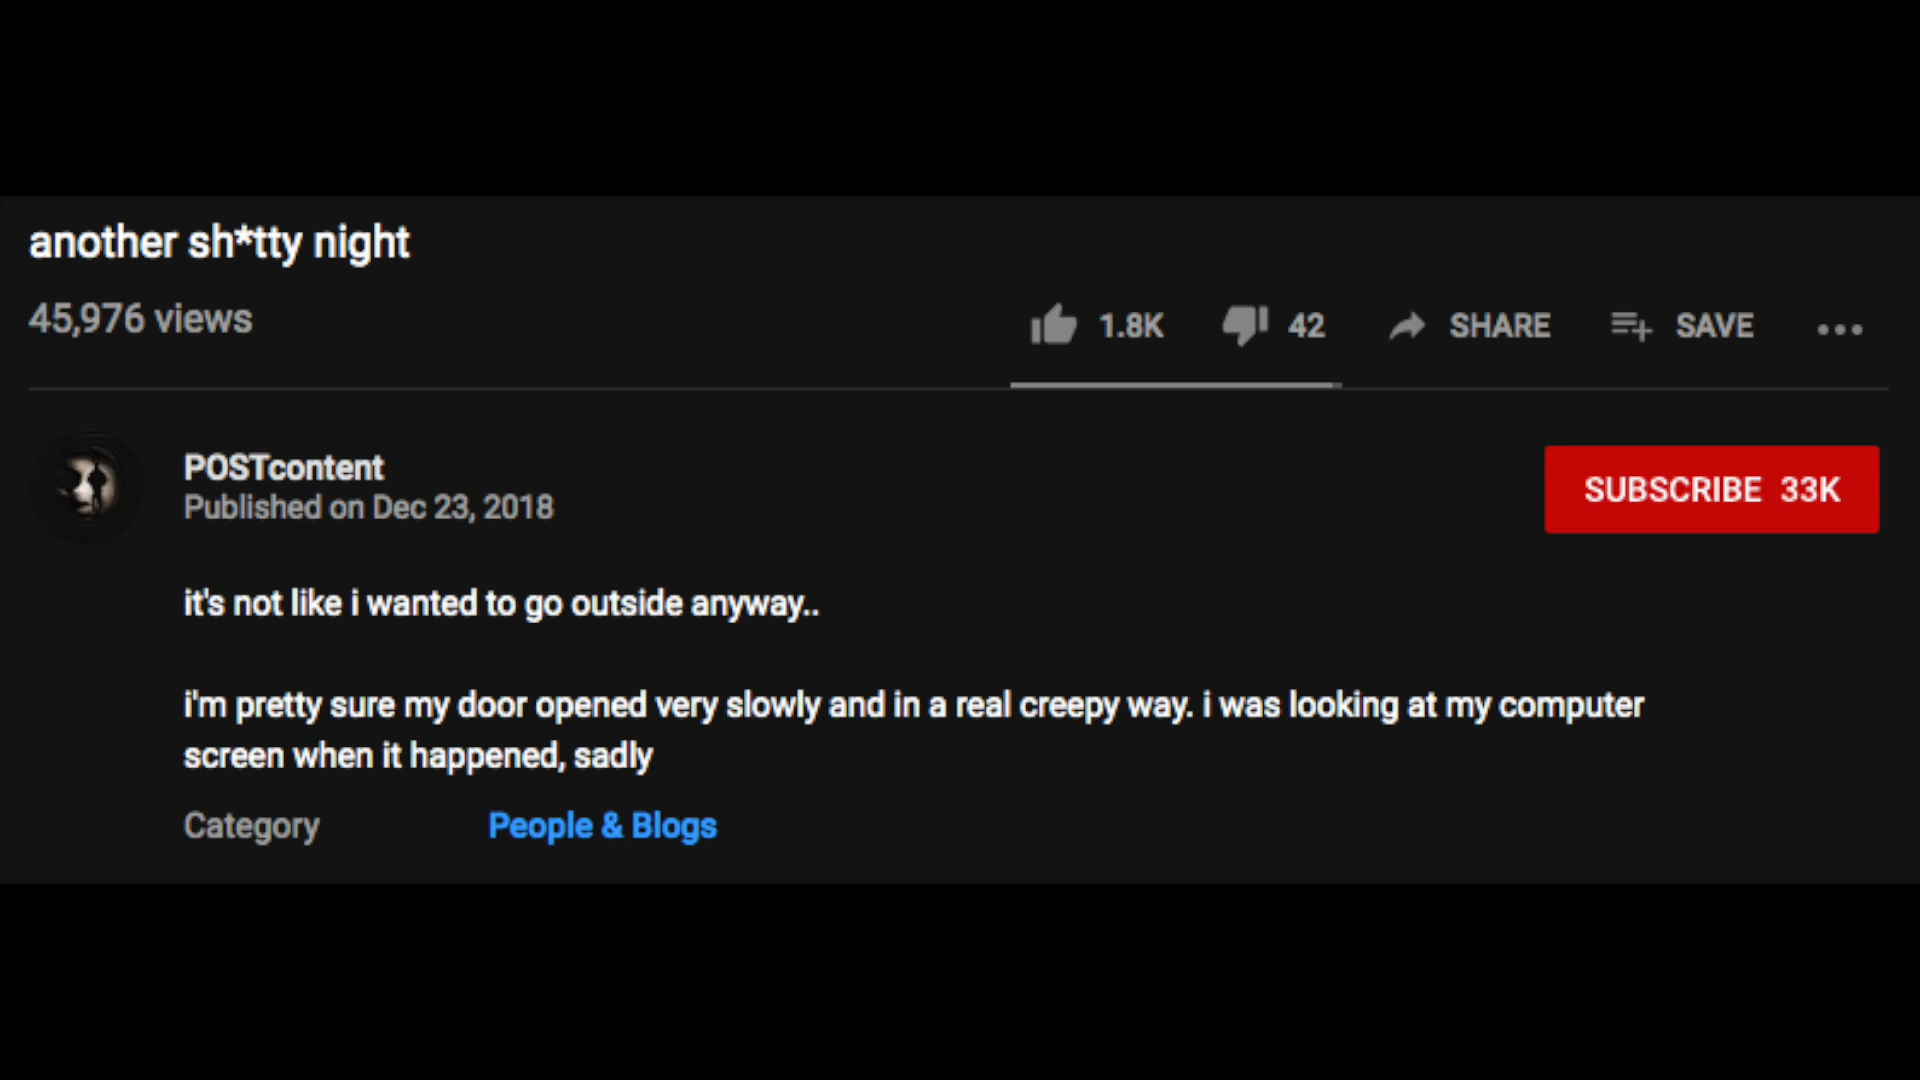 another sh*tty night
45,976 views
1.8K 42 SHARE SAVE
POSTcontent
Published on Dec 23, 2018
SUBSCRIBE 33K
it's not like i wanted to go outside anyway..
i'm pretty sure my door opened very slowly and in a real creepy way. i was looking at my computer
screen when it happened, sadly
Category People & Blogs